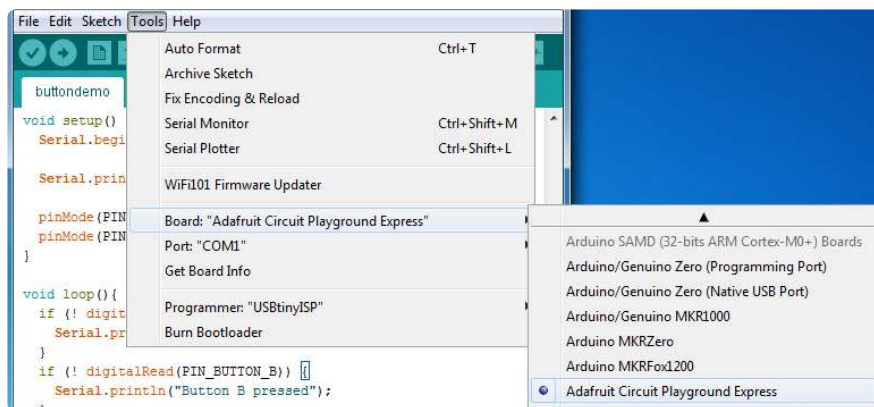 File Edit Sketch Tools Help
buttondemo
Auto Format Ctrl+T
Archive Sketch
Fix Encoding & Reload
Serial Monitor Ctrl+Shift+M
Serial Plotter Ctrl+Shift+L
WiFi101 Firmware Updater
Board: "Adafruit Circuit Playground Express"
Port: "COM1"
Get Board Info
Programmer: "USBtinyISP"
Burn Bootloader
Arduino SAMD (32-bits ARM Cortex-M0+) Boards
Arduino/Genuino Zero (Programming Port)
Arduino/Genuino Zero (Native USB Port)
Arduino/Genuino MKR1000
Arduino MKRZero
Arduino MKRFox1200
Adafruit Circuit Playground Express
void setup()
Serial.begi
Serial.prin
pinMode(PIN
pinMode(PIN
}
void loop(){
if (! digit
Serial.pr
}
if (! digitalRead(PIN_BUTTON_B)) {
Serial.println("Button B pressed");